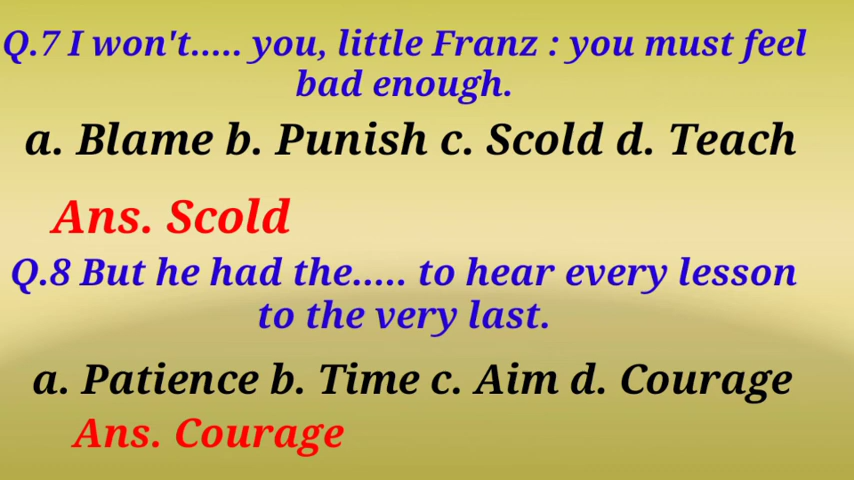 Q.7 I won't..... you, little Franz : you must feel
bad enough.
a. Blame b. Punish c. Scold d. Teach
Ans. Scold
Q.8 But he had the..... to hear every lesson
to the very last.
a. Patience b. Time c. Aim d. Courage
Ans. Courage